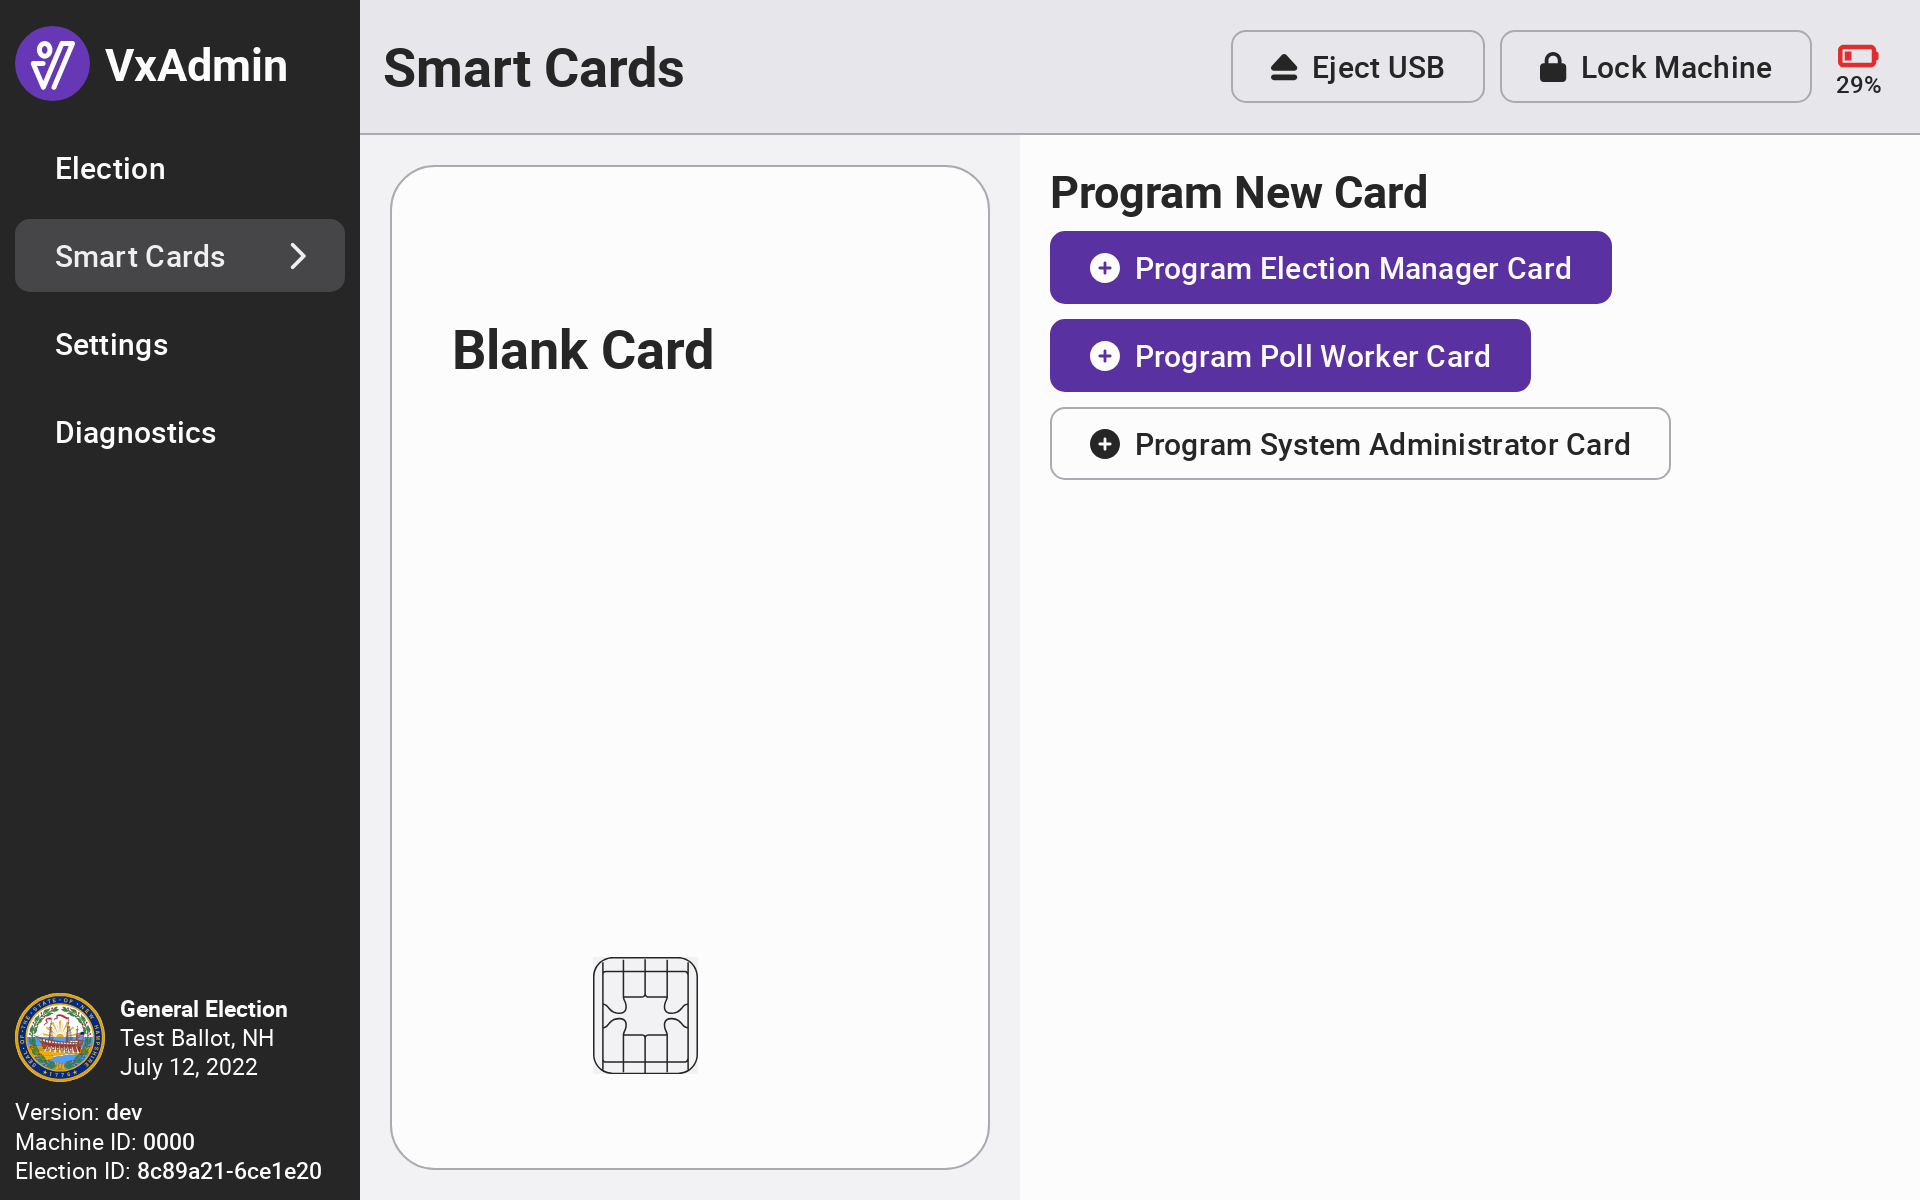 VxAdmin
Election
Smart Cards
Settings
Diagnostics
General Election
Test Ballot, NH
July 12, 2022
Version: dev
Machine ID: 0000
Election ID: 8c89a21-6ce1e20
Smart Cards
Eject USB
Lock Machine
29%
Blank Card
Program New Card
Program Election Manager Card
Program Poll Worker Card
Program System Administrator Card